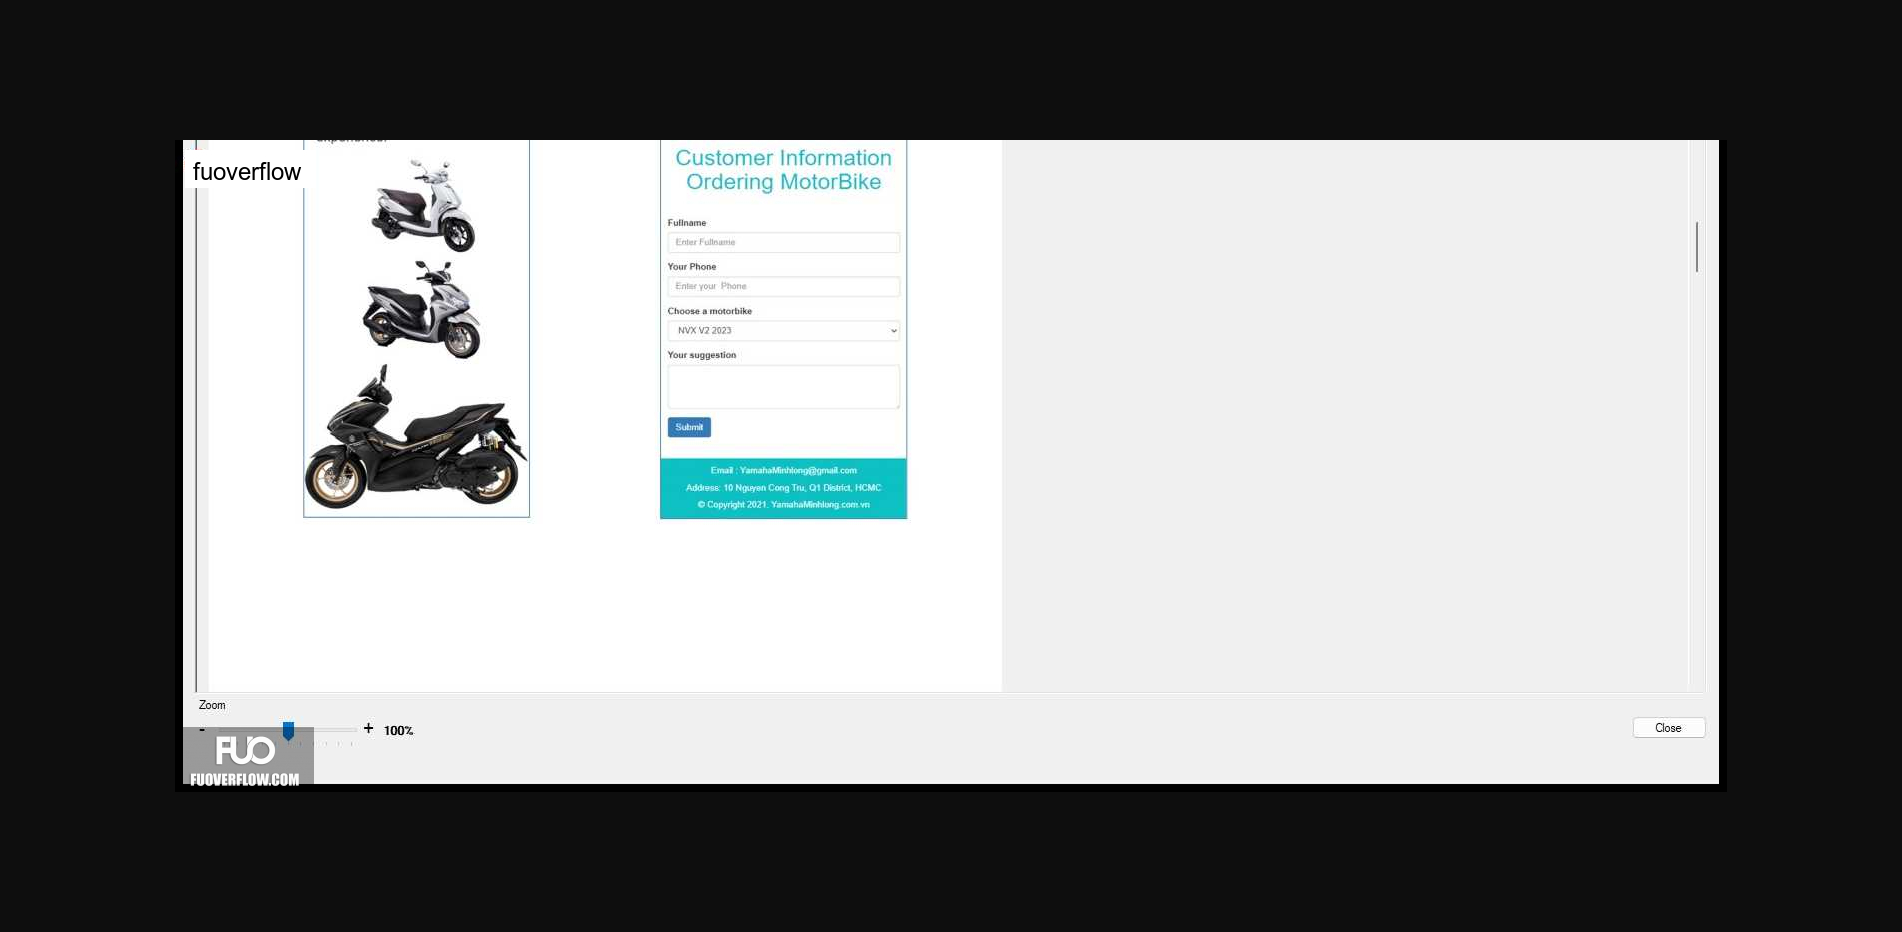 fuoverflow
Customer Information
Ordering MotorBike
Fullname
Enter Fullname
Your Phone
Enter your Phone
Choose a motorbike
NVX V2 2023
Your suggestion
Submit
Email : YamahaMinhlong@gmail.com
Address: 10 Nguyen Cong Tru, Q1 District, HCMC
© Copyright 2021. YamahaMinhlong.com.vn
Zoom
- + 100%
Close
FUO
FUOVERFLOW.COM